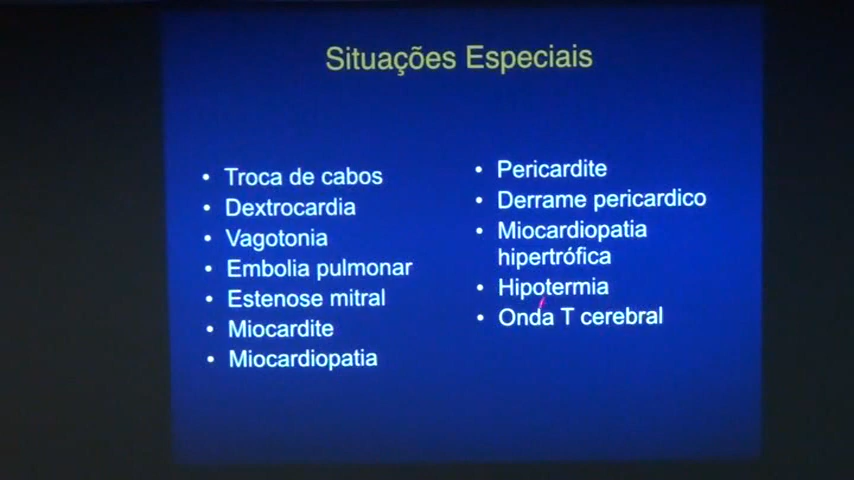 Situações Especiais
• Troca de cabos
• Dextrocardia
• Vagotonia
• Embolia pulmonar
• Estenose mitral
• Miocardite
• Miocardiopatia
• Pericardite
• Derrame pericardico
• Miocardiopatia
hipertrófica
• Hipotermia
• Onda T cerebral